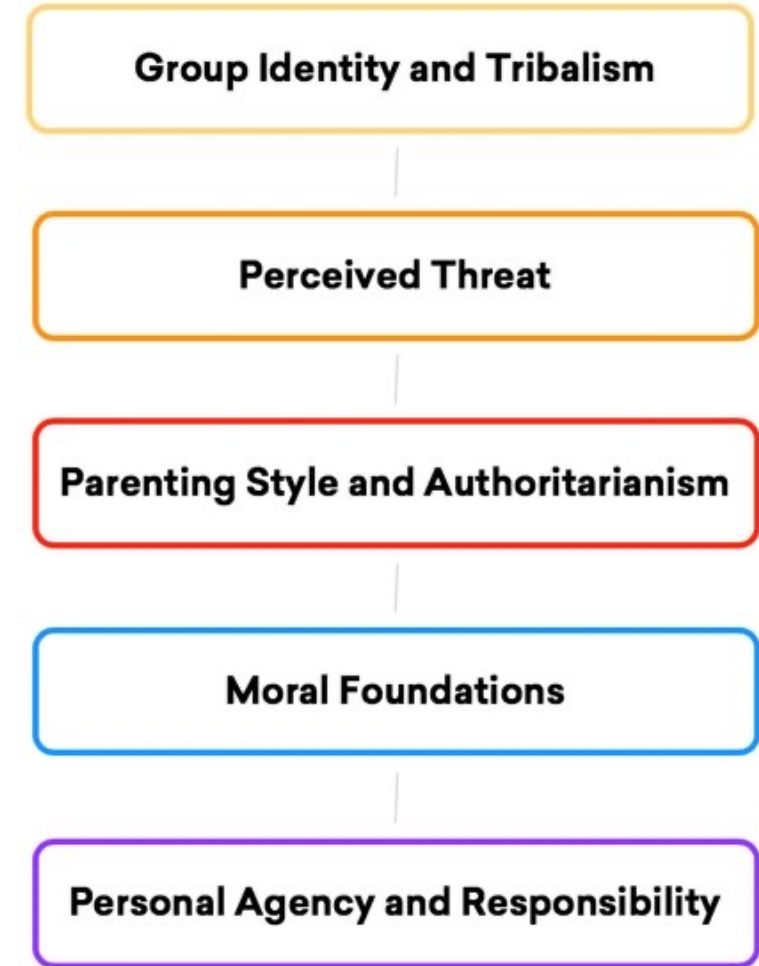 Group Identity and Tribalism
Perceived Threat
Parenting Style and Authoritarianism
Moral Foundations
Personal Agency and Responsibility